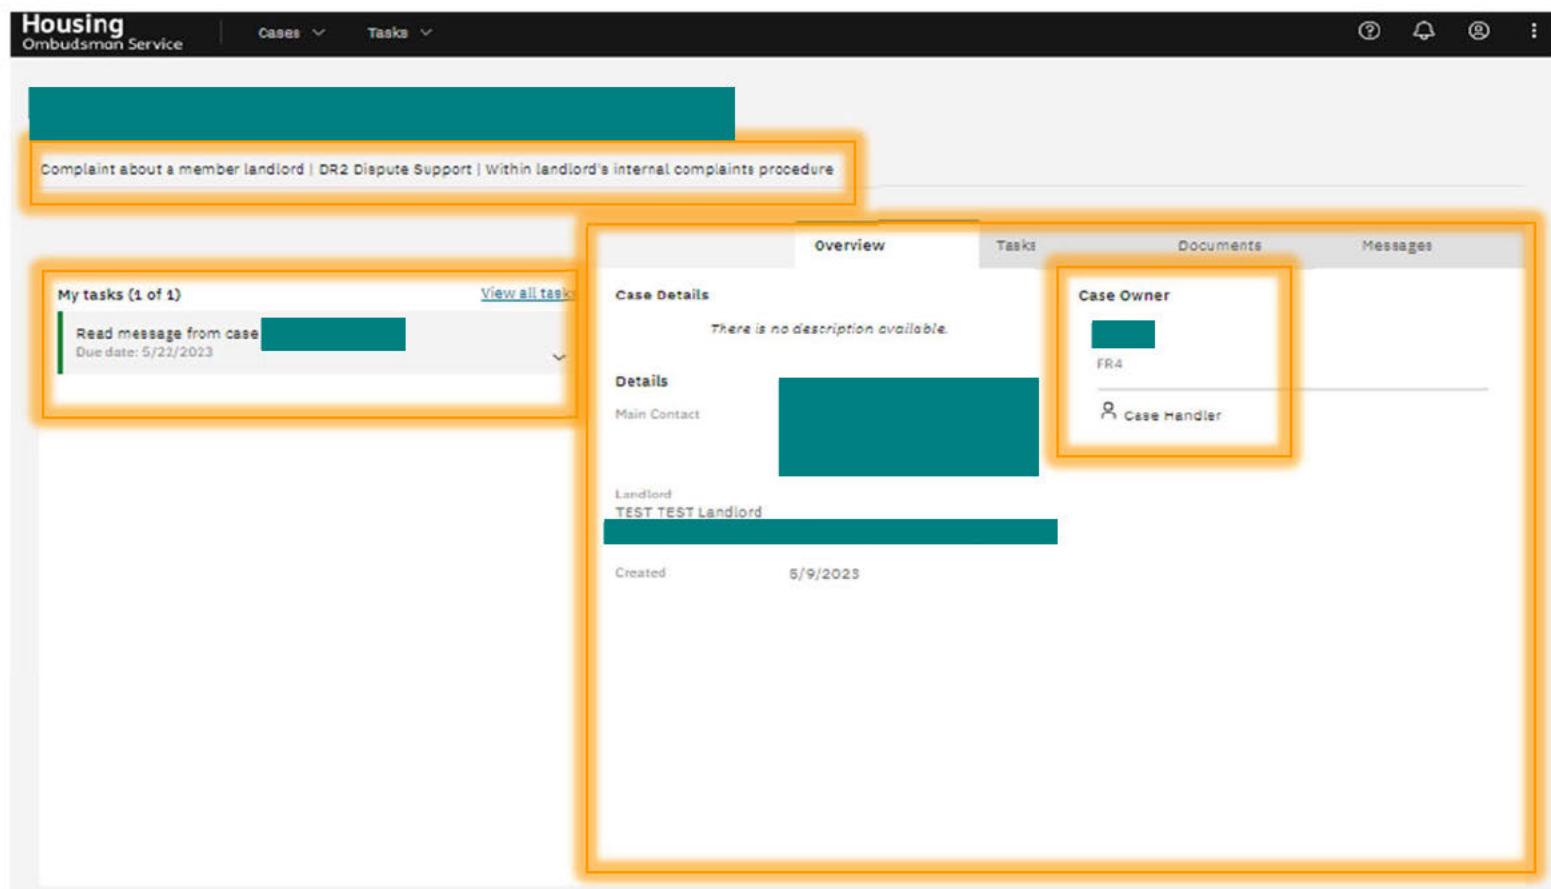 Housing
Ombudsman Service
Cases
Tasks
Complaint about a member landlord | DR2 Dispute Support | Within landlord's internal complaints procedure
My tasks (1 of 1)
View all tasks
Read message from case
Due date: 5/22/2023
Overview
Tasks
Documents
Messages
Case Details
There is no description available.
Details
Main Contact
Landlord
TEST TEST Landlord
Created
5/9/2023
Case Owner
FR4
Case Handler